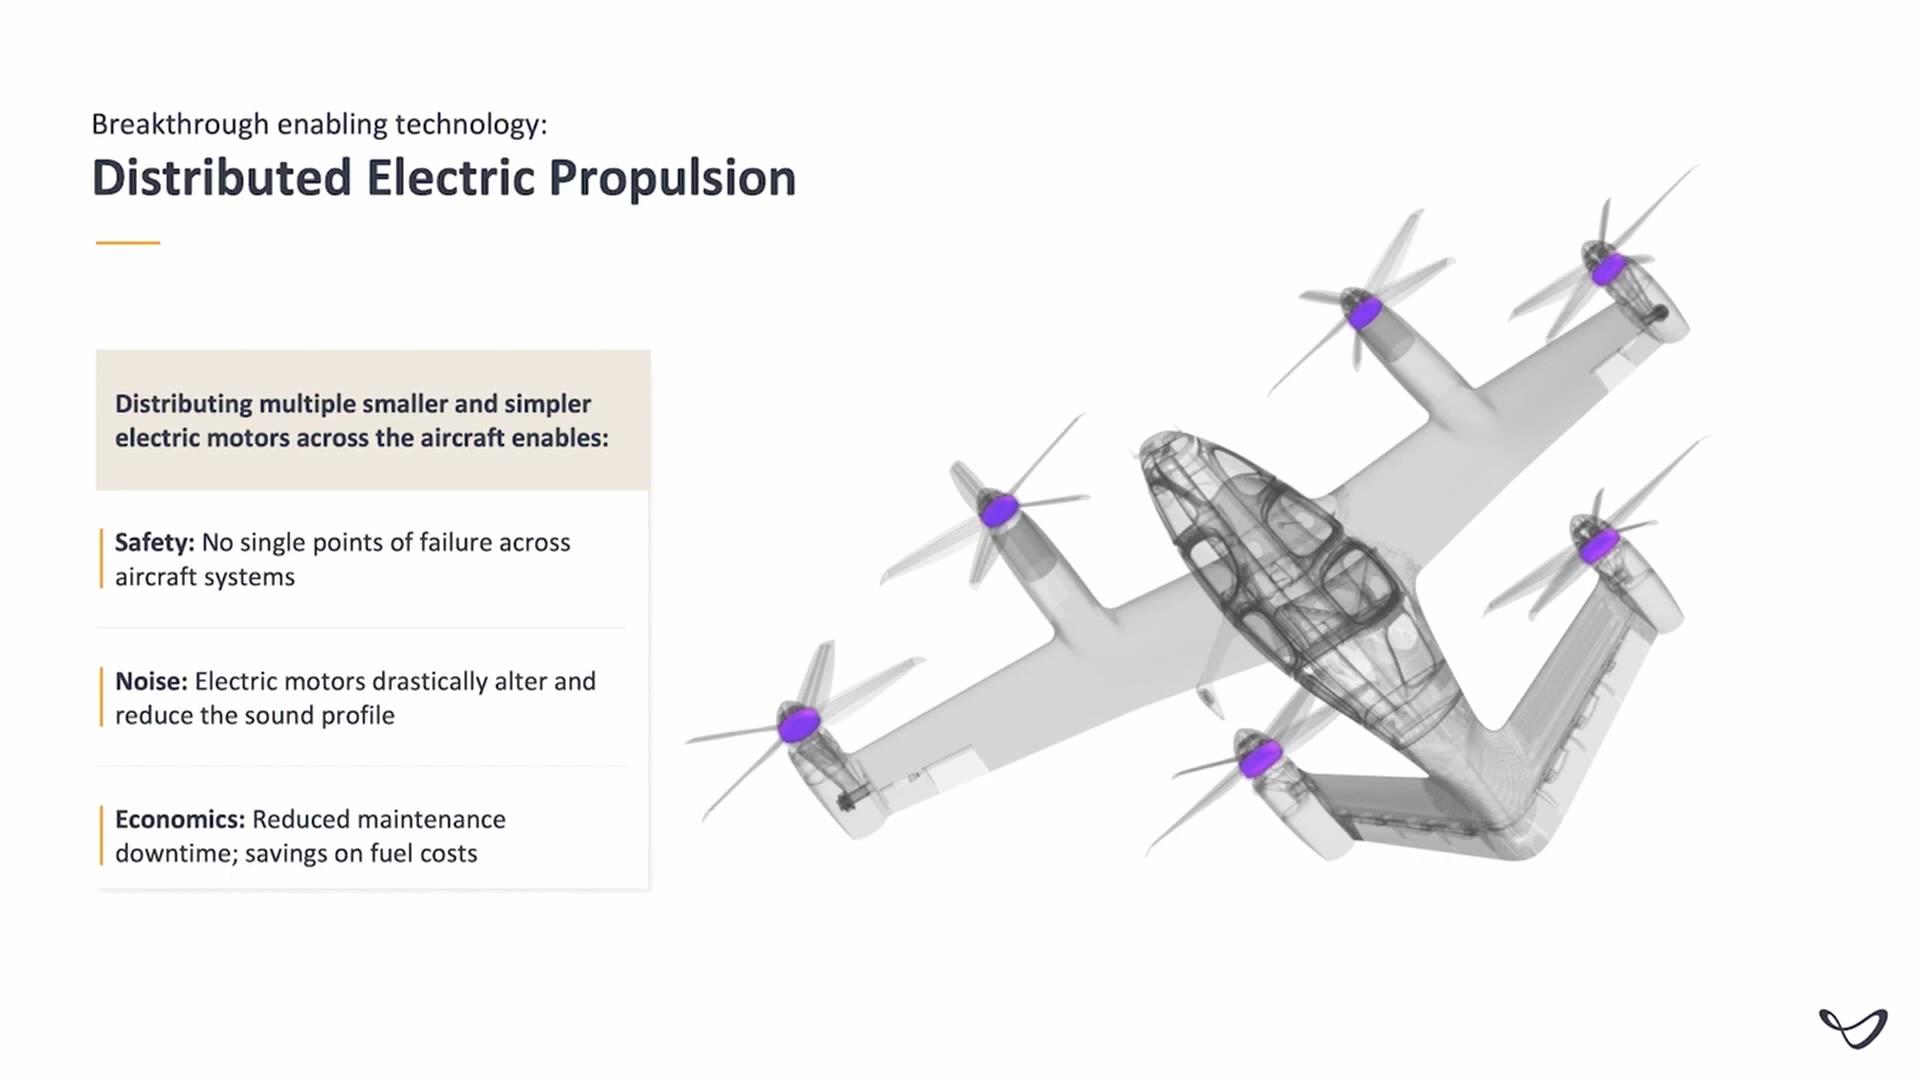 Breakthrough enabling technology:
Distributed Electric Propulsion
Distributing multiple smaller and simpler
electric motors across the aircraft enables:
Safety: No single points of failure across
aircraft systems
Noise: Electric motors drastically alter and
reduce the sound profile
Economics: Reduced maintenance
downtime; savings on fuel costs